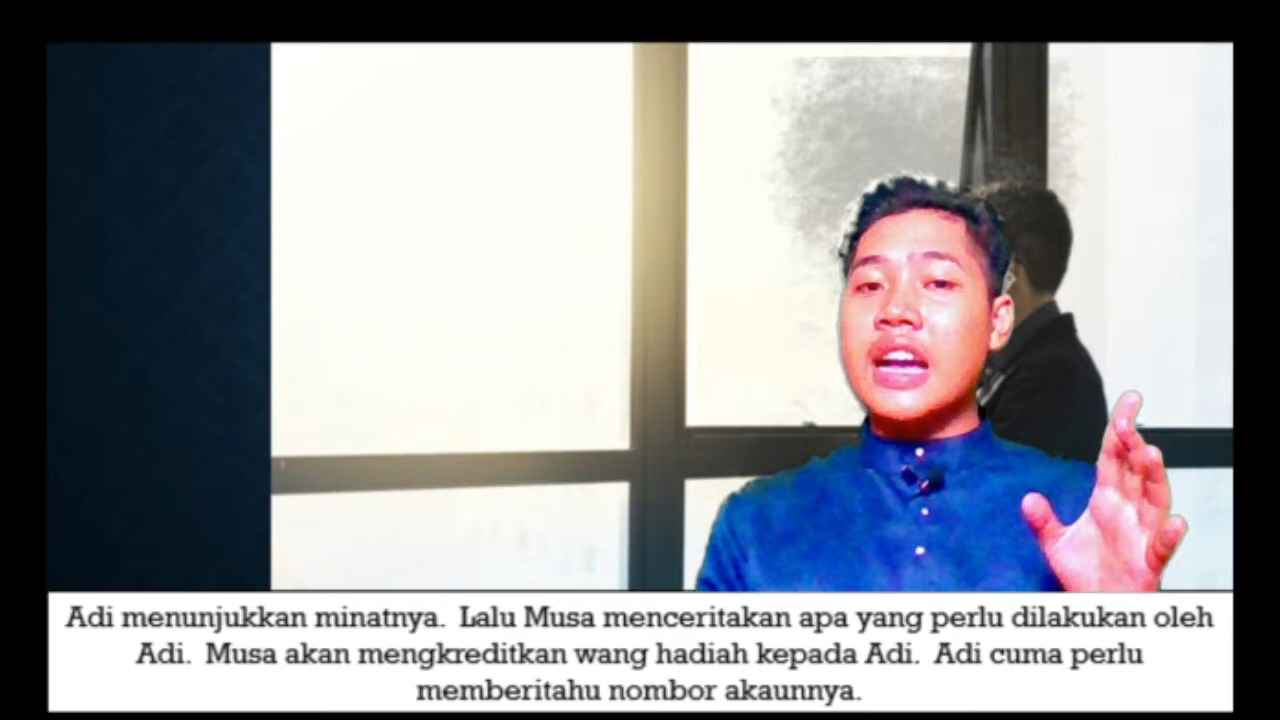 Adi menunjukkan minatnya.  Lalu Musa menceritakan apa yang perlu dilakukan oleh
Adi.  Musa akan mengkreditkan wang hadiah kepada Adi.  Adi cuma perlu
memberitahu nombor akaunnya.